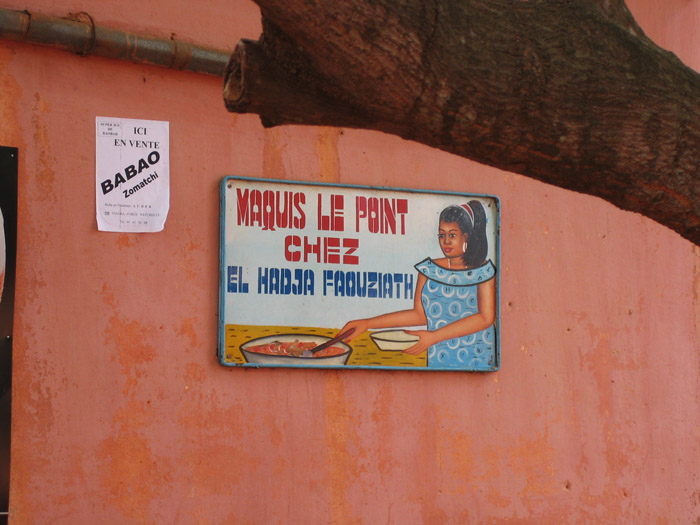 ICI
EN VENTE
BABAO
Zomatchi
MAQUIS LE POINT
CHEZ
EL HADJA FAOUZIATH